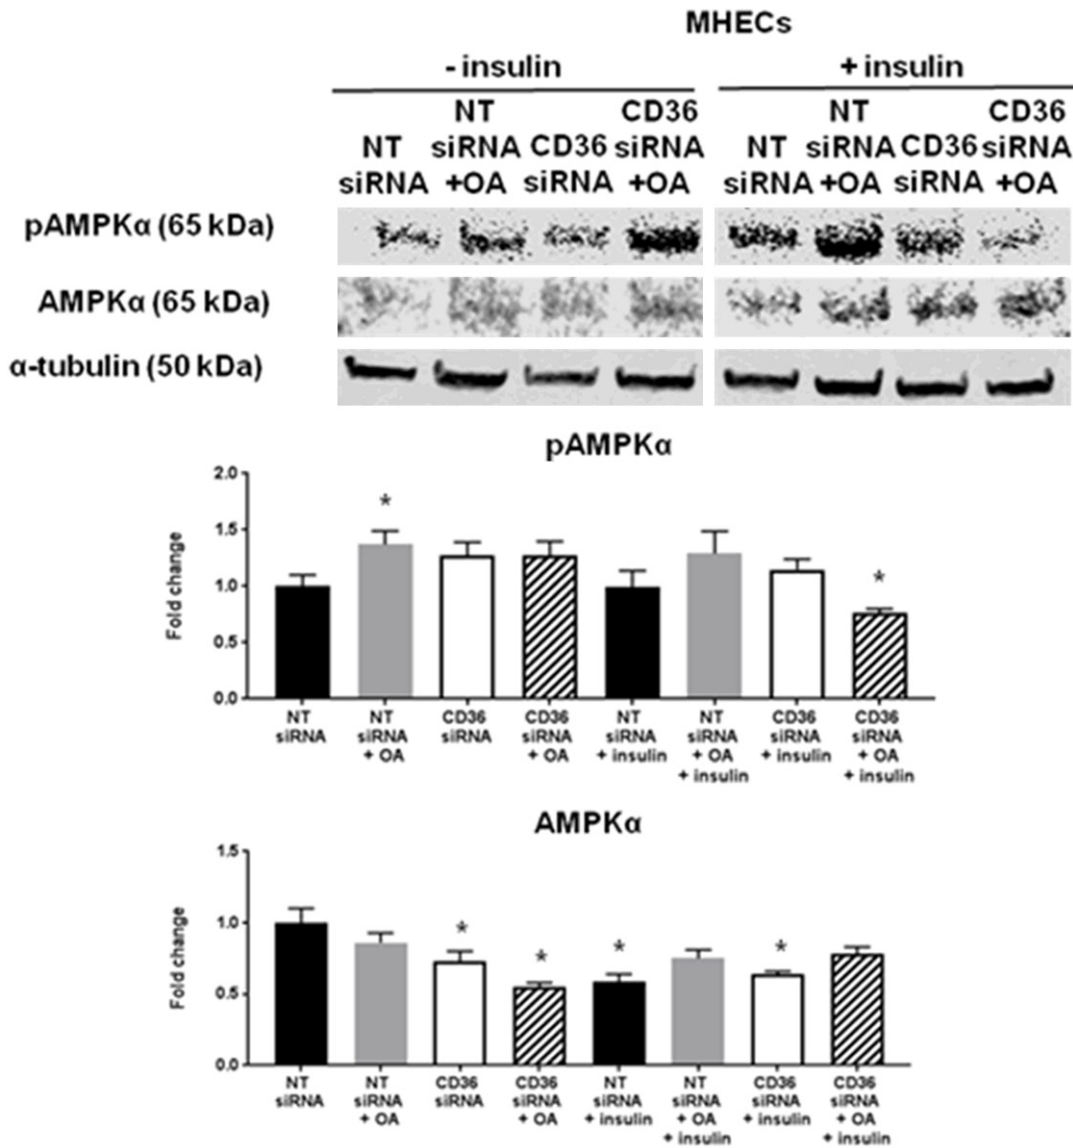 MHECs
- insulin + insulin
NT CD36 NT CD36
NT siRNA CD36 siRNA NT siRNA CD36 siRNA
siRNA +OA siRNA +OA siRNA +OA siRNA +OA
pAMPKα (65 kDa)
AMPKα (65 kDa)
α-tubulin (50 kDa)
pAMPKα
2.0
*
1.5
*
1.0
0.5
0.0
Fold change
NT NT CD36 CD36 NT NT CD36 CD36
siRNA siRNA siRNA siRNA siRNA siRNA siRNA siRNA
+ OA + OA + insulin + OA + insulin + OA
+ insulin + insulin
AMPKα
1.5
1.0
* * * *
0.5
0.0
Fold change
NT NT CD36 CD36 NT NT CD36 CD36
siRNA siRNA siRNA siRNA siRNA siRNA siRNA siRNA
+ OA + OA + insulin + OA + insulin + OA
+ insulin + insulin